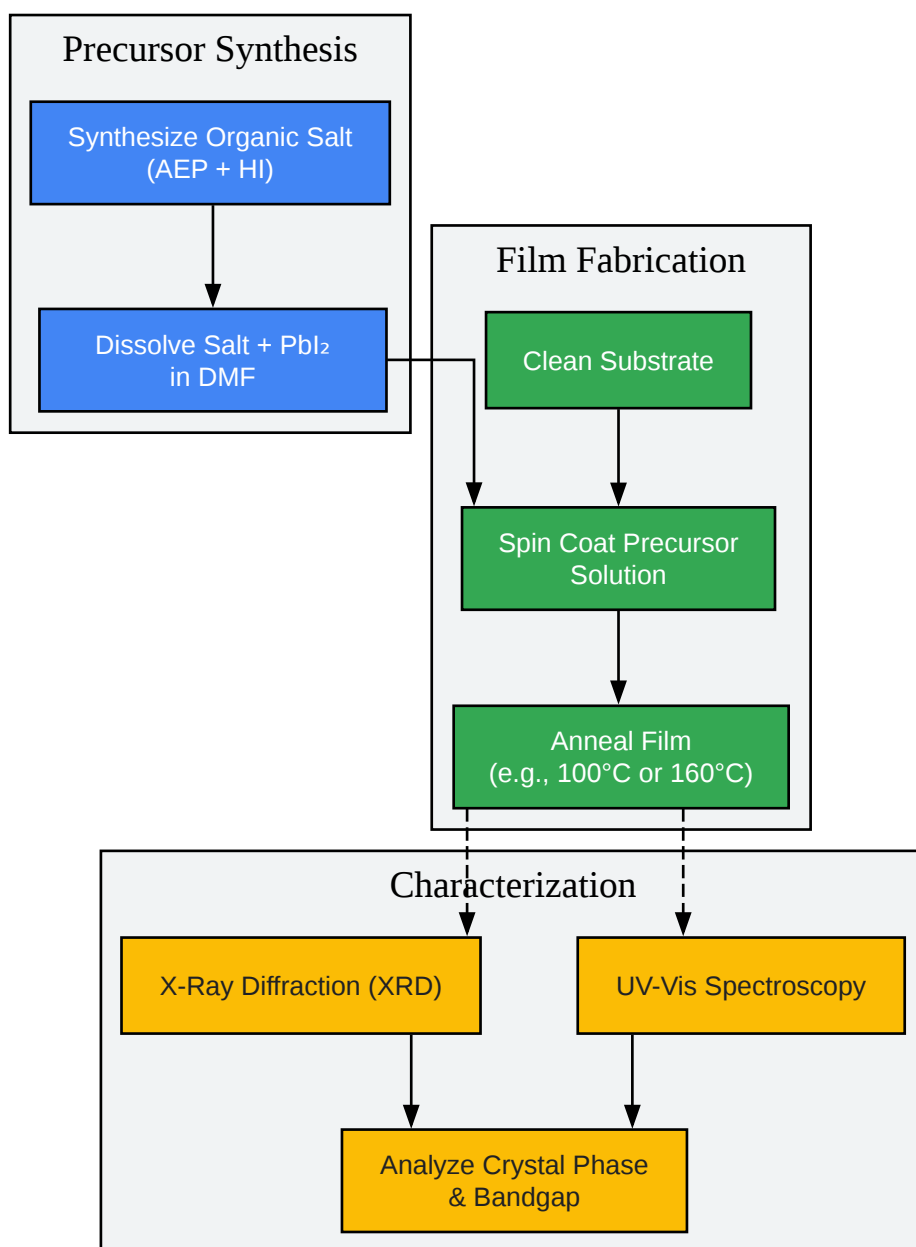 Precursor Synthesis
Synthesize Organic Salt
(AEP + HI)
Dissolve Salt + PbI₂
in DMF
Film Fabrication
Clean Substrate
Spin Coat Precursor
Solution
Anneal Film
(e.g., 100°C or 160°C)
Characterization
X-Ray Diffraction (XRD)
UV-Vis Spectroscopy
Analyze Crystal Phase
& Bandgap